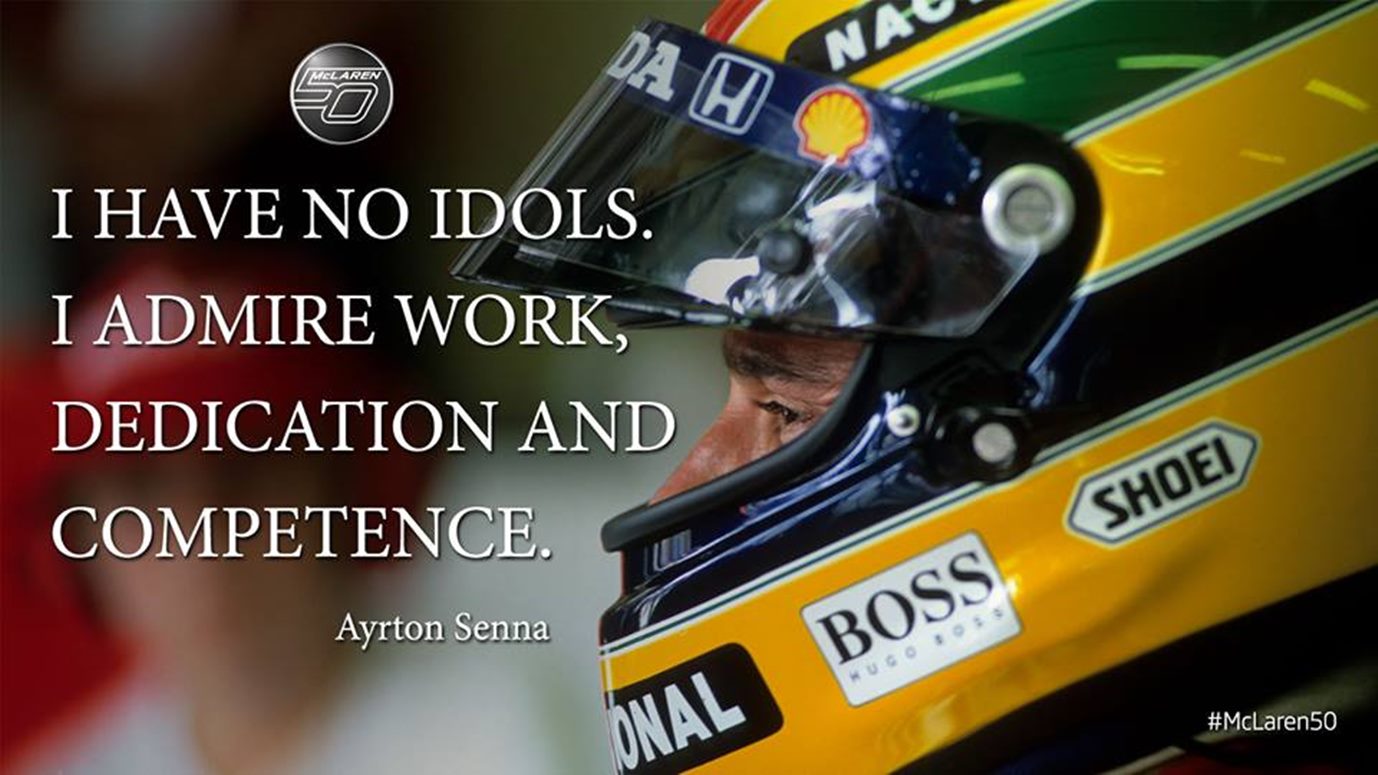 McLAREN
50
I HAVE NO IDOLS.
I ADMIRE WORK,
DEDICATION AND
COMPETENCE.
Ayrton Senna
NAC
DA
SHOEI
BOSS
HUGO BOSS
ONAL
#McLaren50